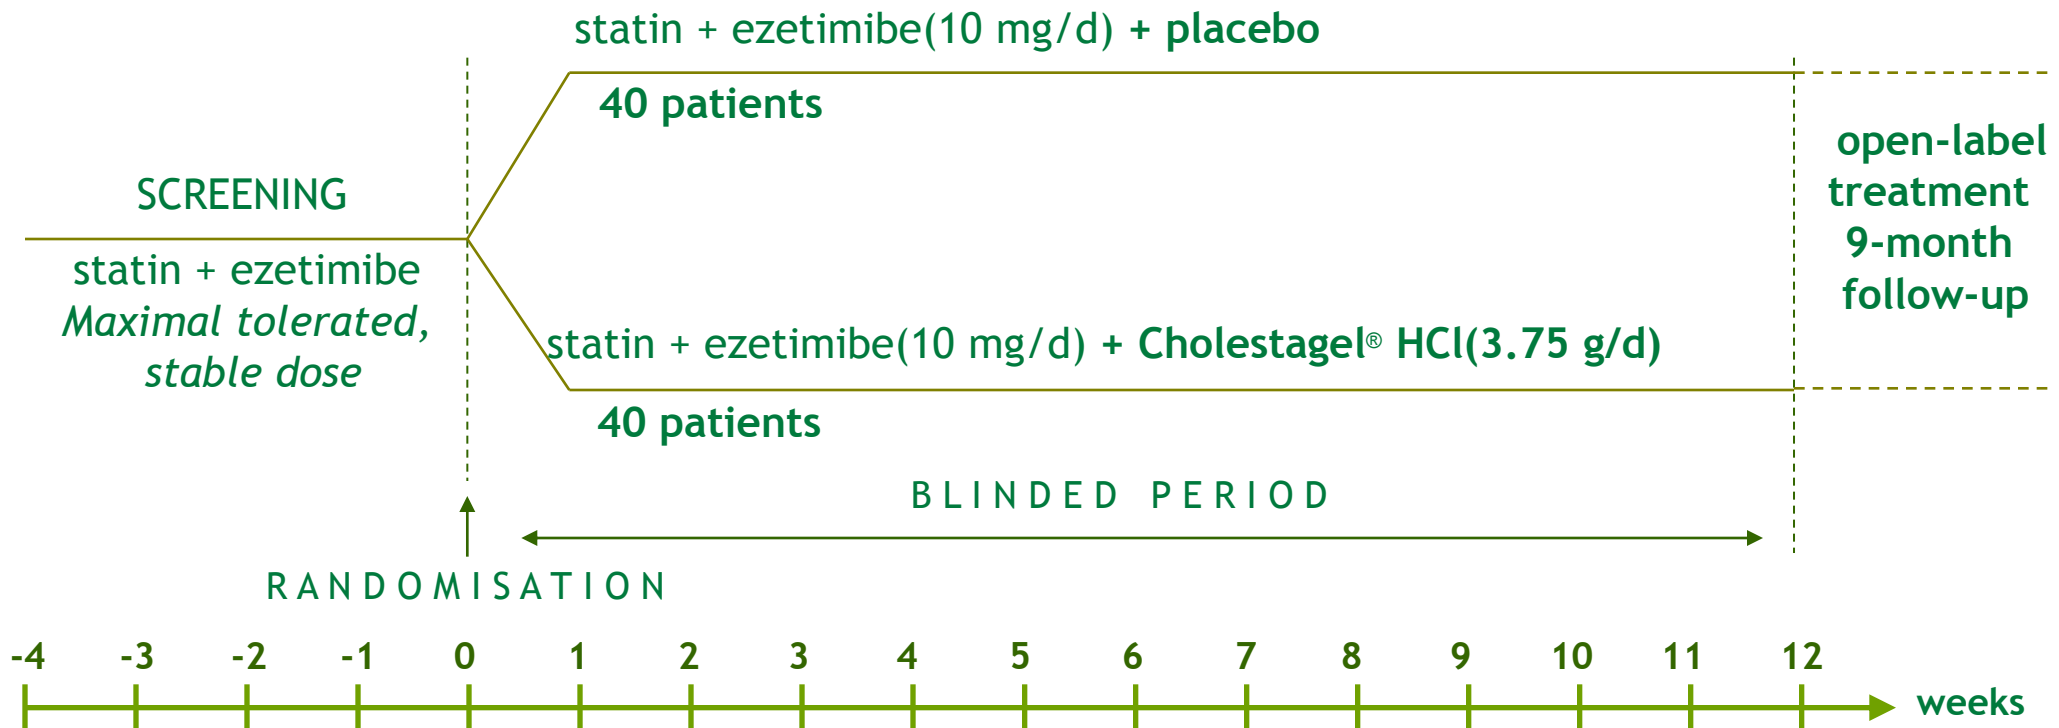 statin + ezetimibe(10 mg/d) + placebo
40 patients
SCREENING
statin + ezetimibe
Maximal tolerated,
stable dose
statin + ezetimibe(10 mg/d) + Cholestagel® HCl(3.75 g/d)
40 patients
open-label
treatment
9-month
follow-up
BLINDED PERIOD
RANDOMISATION
-4 -3 -2 -1 0 1 2 3 4 5 6 7 8 9 10 11 12
weeks